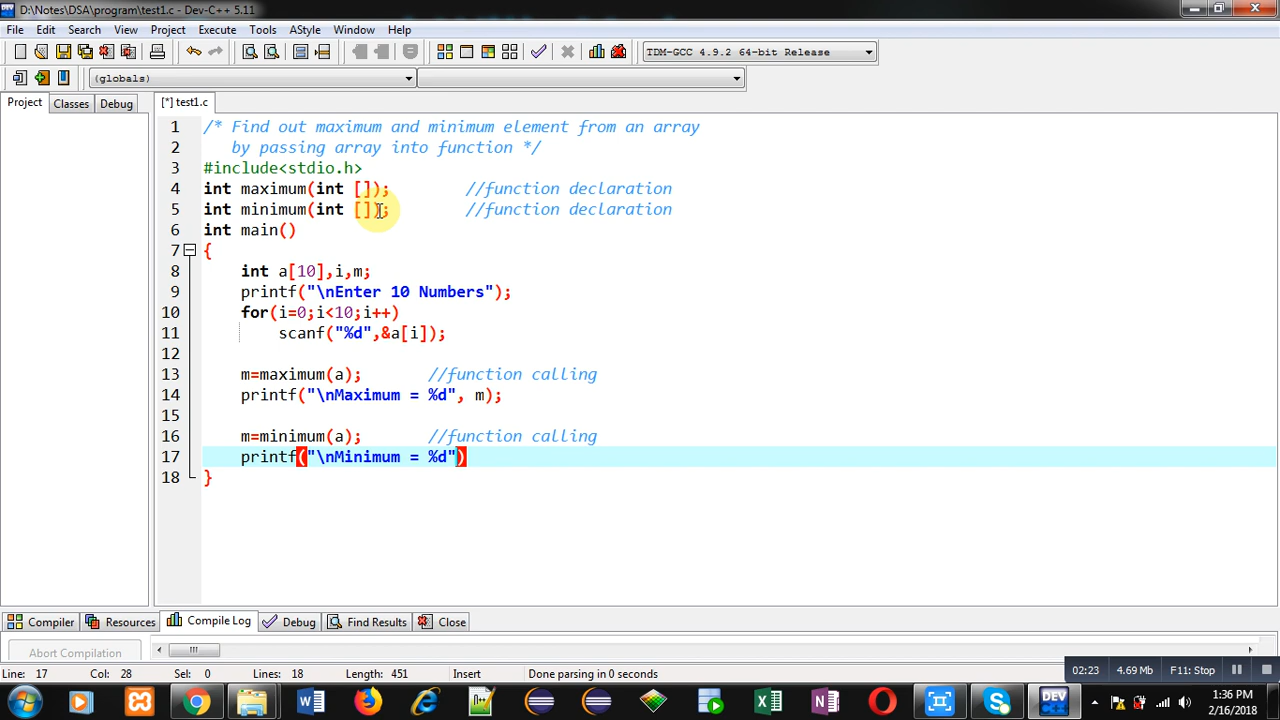 D:\Notes\DSA\program\test1.c - Dev-C++ 5.11
File Edit Search View Project Execute Tools AStyle Window Help
TDM-GCC 4.9.2 64-bit Release
(globals)
Project Classes Debug [*] test1.c
1 /* Find out maximum and minimum element from an array
2 by passing array into function */
3 #include<stdio.h>
4 int maximum(int []); //function declaration
5 int minimum(int []); //function declaration
6 int main()
7 {
8 int a[10],i,m;
9 printf("\nEnter 10 Numbers");
10 for(i=0;i<10;i++)
11 scanf("%d",&a[i]);
12
13 m=maximum(a); //function calling
14 printf("\nMaximum = %d", m);
15
16 m=minimum(a); //function calling
17 printf("\nMinimum = %d")
18 }
Compiler Resources Compile Log Debug Find Results Close
Abort Compilation
Line: 17 Col: 28 Sel: 0 Lines: 18 Length: 451 Insert Done parsing in 0 seconds
02:23 4.69 Mb F11: Stop
DEV
1:36 PM
2/16/2018